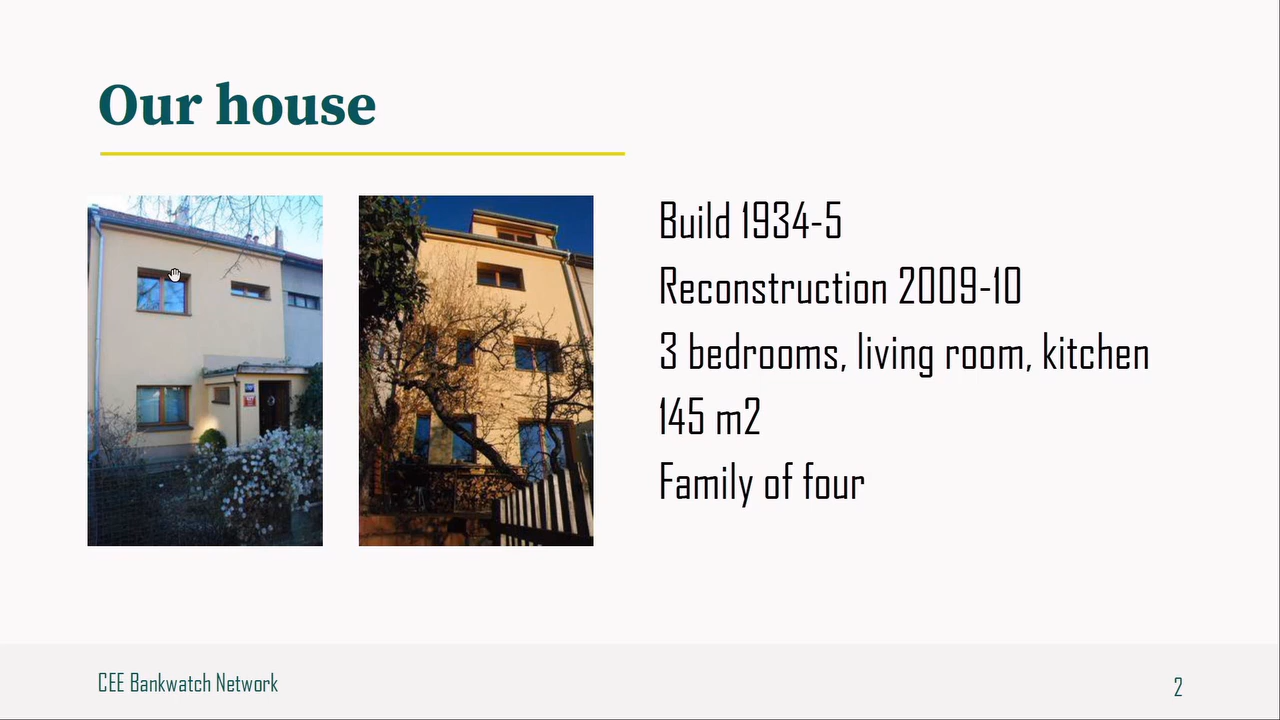 Our house
Build 1934-5
Reconstruction 2009-10
3 bedrooms, living room, kitchen
145 m2
Family of four
CEE Bankwatch Network
2